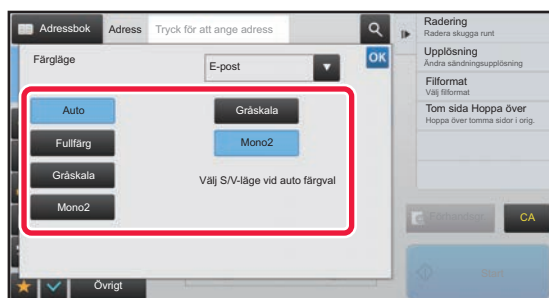 Adressbok
Adress
Tryck för att ange adress
Färgläge
E-post
OK
Auto
Fullfärg
Gråskala
Mono2
Gråskala
Mono2
Välj S/V-läge vid auto färgval
Radering
Radera skugga runt
Upplösning
Ändra sändningsupplösning
Filformat
Välj filformat
Tom sida Hoppa över
Hoppa över tomma sidor i orig.
Förhandsgr.
CA
Start
Övrigt